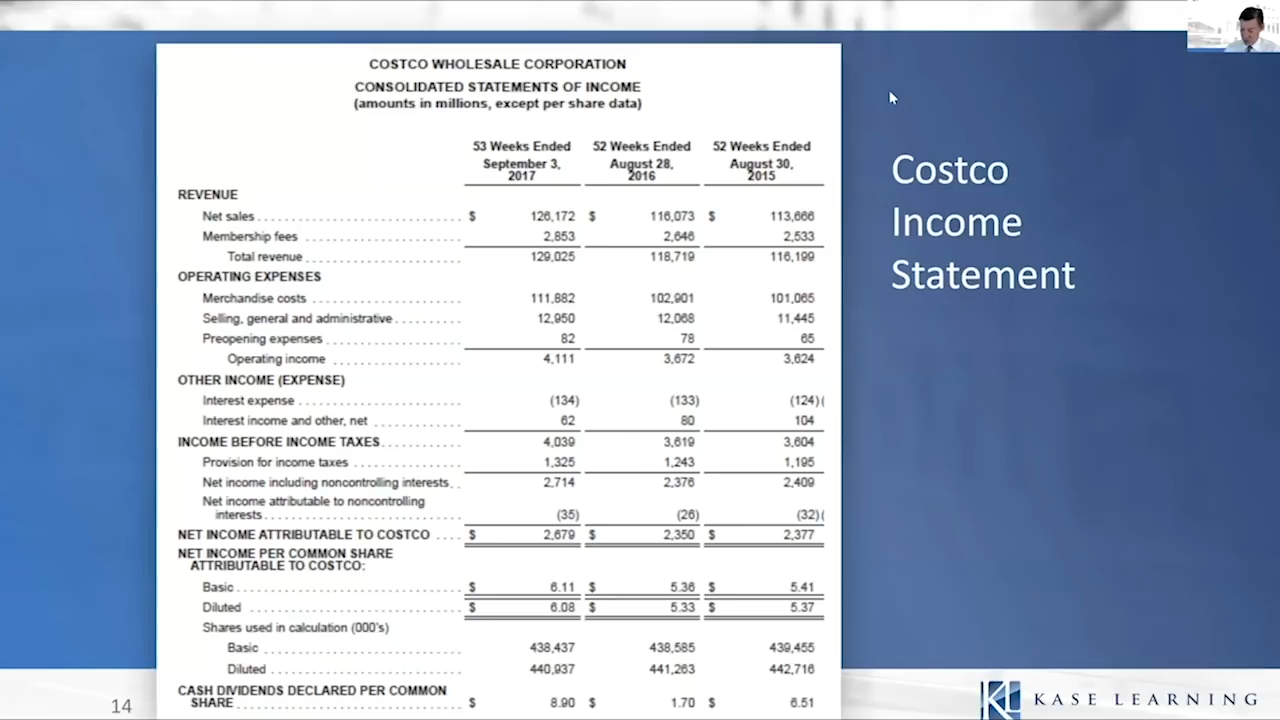 COSTCO WHOLESALE CORPORATION
CONSOLIDATED STATEMENTS OF INCOME
(amounts in millions, except per share data)
53 Weeks Ended 52 Weeks Ended 52 Weeks Ended
September 3, August 28, August 30,
2017 2016 2015
REVENUE
Net sales $ 126,172 $ 116,073 $ 113,666
Membership fees 2,853 2,646 2,533
Total revenue 129,025 118,719 116,199
OPERATING EXPENSES
Merchandise costs 111,882 102,901 101,065
Selling, general and administrative 12,950 12,068 11,445
Preopening expenses 82 78 65
Operating income 4,111 3,672 3,624
OTHER INCOME (EXPENSE)
Interest expense (134) (133) (124)(
Interest income and other, net 62 80 104
INCOME BEFORE INCOME TAXES 4,039 3,619 3,604
Provision for income taxes 1,325 1,243 1,195
Net income including noncontrolling interests 2,714 2,376 2,409
Net income attributable to noncontrolling
interests (35) (26) (32)(
NET INCOME ATTRIBUTABLE TO COSTCO $ 2,679 $ 2,350 $ 2,377
NET INCOME PER COMMON SHARE
ATTRIBUTABLE TO COSTCO:
Basic $ 6.11 $ 5.36 $ 5.41
Diluted $ 6.08 $ 5.33 $ 5.37
Shares used in calculation (000's)
Basic 438,437 438,585 439,455
Diluted 440,937 441,263 442,716
CASH DIVIDENDS DECLARED PER COMMON
SHARE $ 8.90 $ 1.70 $ 6.51
Costco
Income
Statement
14
KASE LEARNING